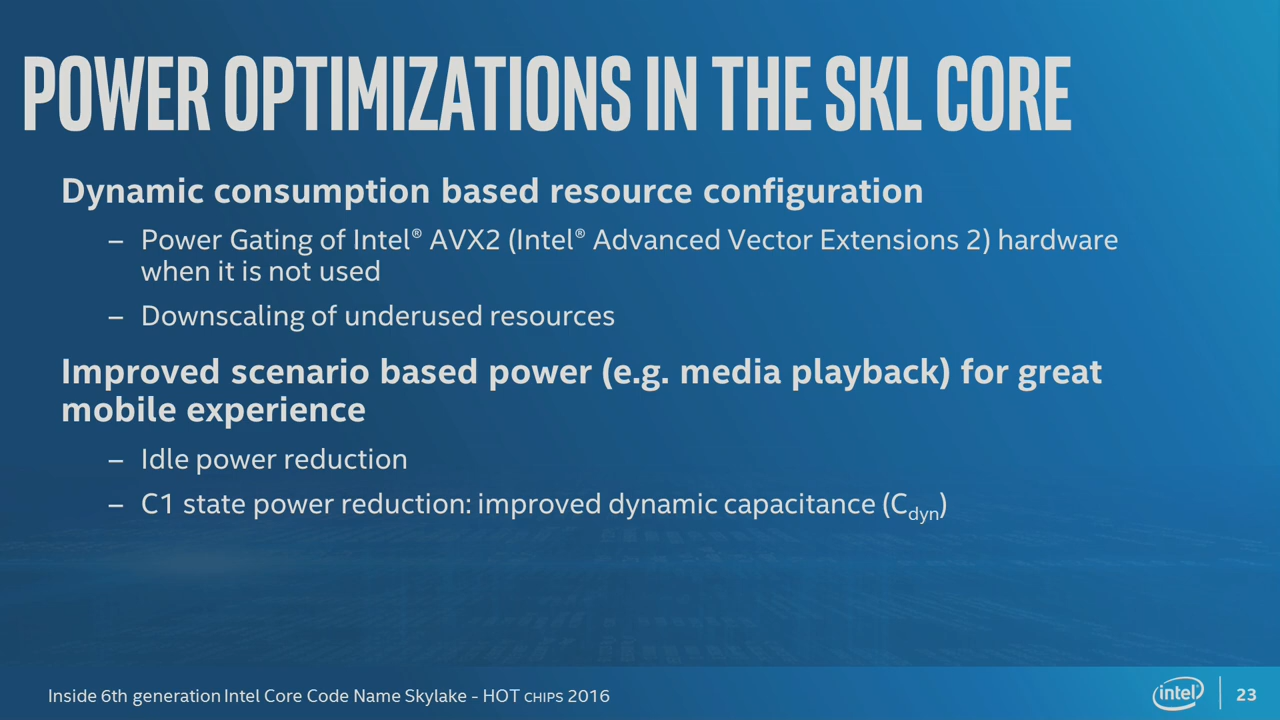 POWER OPTIMIZATIONS IN THE SKL CORE
Dynamic consumption based resource configuration
– Power Gating of Intel® AVX2 (Intel® Advanced Vector Extensions 2) hardware
when it is not used
– Downscaling of underused resources
Improved scenario based power (e.g. media playback) for great
mobile experience
– Idle power reduction
– C1 state power reduction: improved dynamic capacitance (Cdyn)
Inside 6th generation Intel Core Code Name Skylake - HOT CHIPS 2016
intel
23